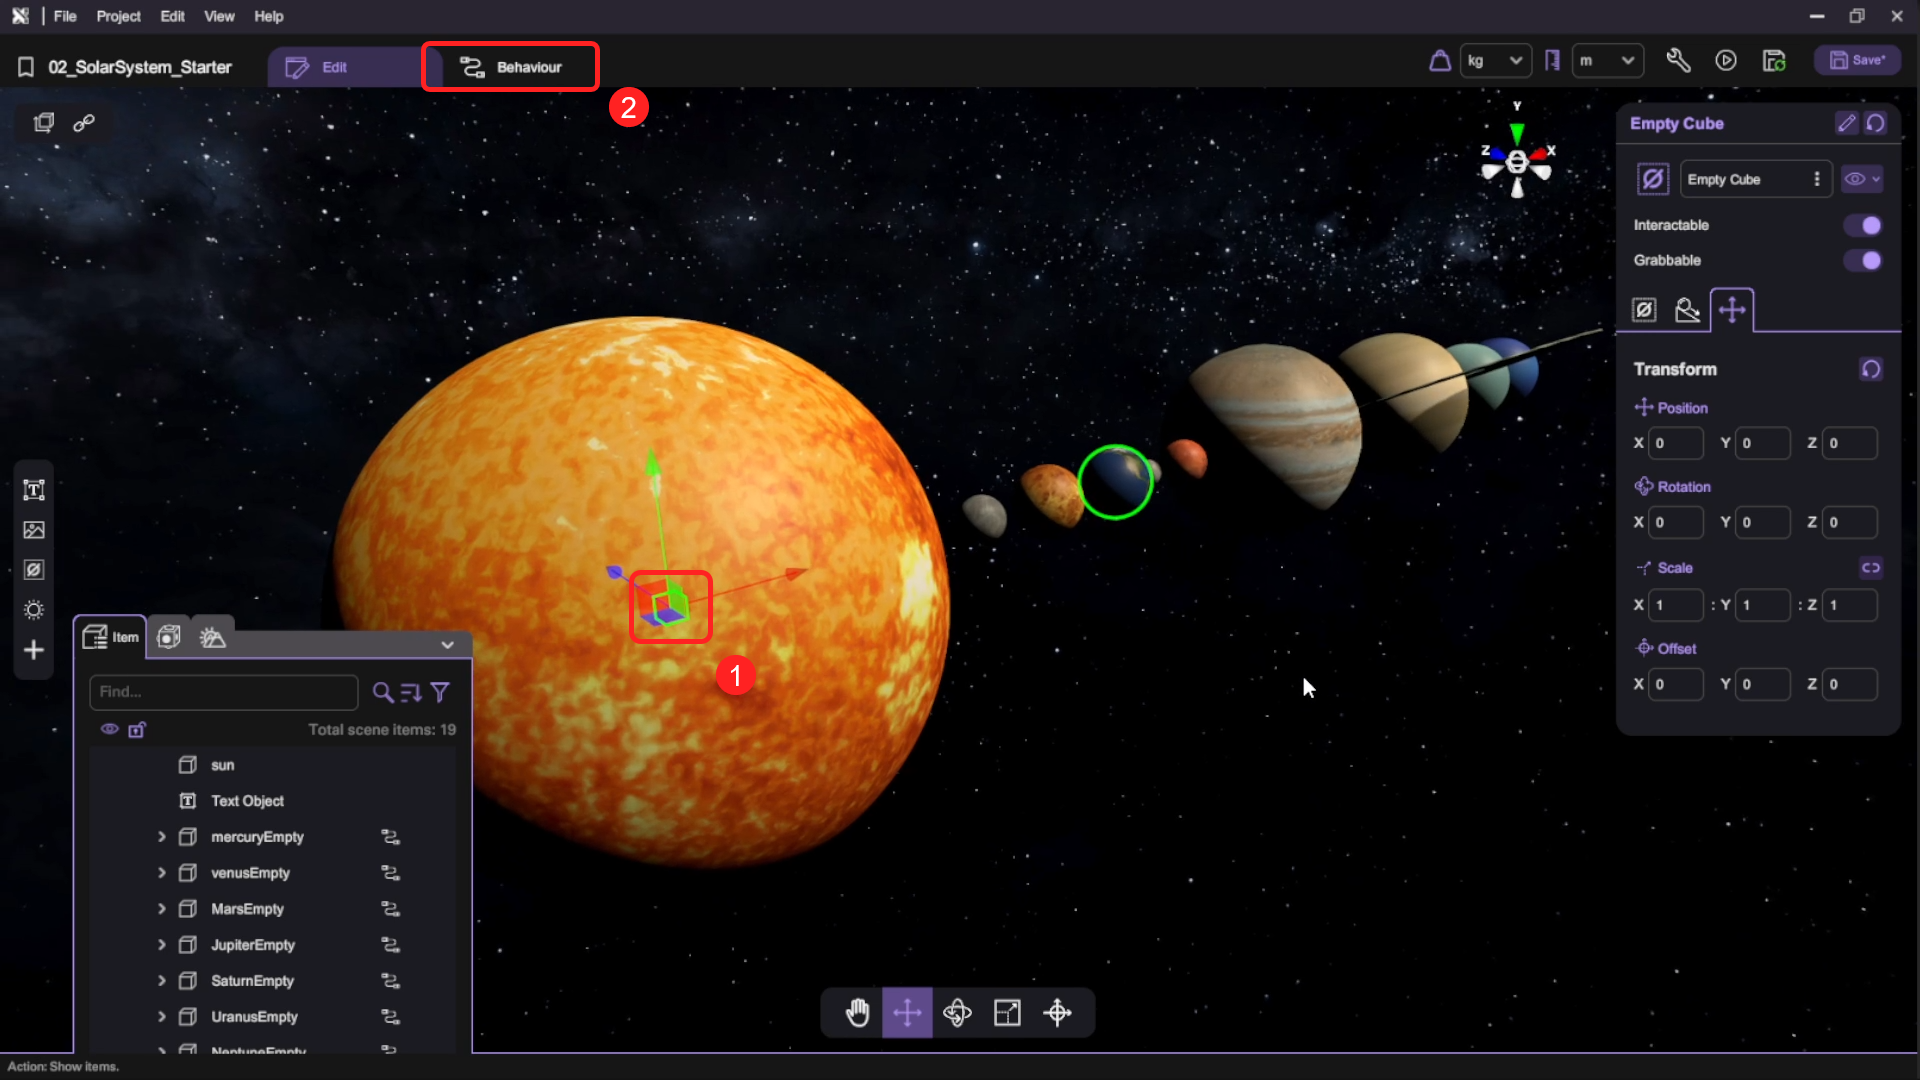 File Project Edit View Help
02_SolarSystem_Starter Edit Behaviour kg m Save*
2
Y
Z X
Empty Cube
Empty Cube
Interactable
Grabbable
Transform
Position
X 0 Y 0 Z 0
Rotation
X 0 Y 0 Z 0
Scale
X 1 : Y 1 : Z 1
Offset
X 0 Y 0 Z 0
1
Item
Find...
Total scene items: 19
sun
Text Object
mercuryEmpty
venusEmpty
MarsEmpty
JupiterEmpty
SaturnEmpty
UranusEmpty
NeptuneEmpty
Action: Show items.